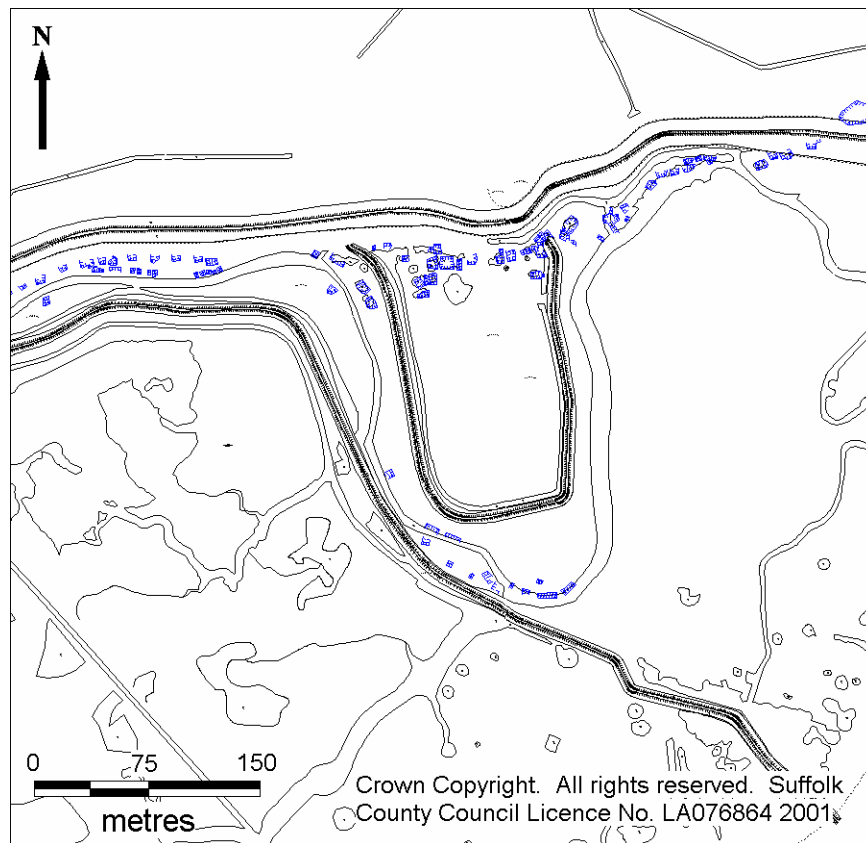 N
0 75 150
metres
Crown Copyright. All rights reserved. Suffolk
County Council Licence No. LA076864 2001.